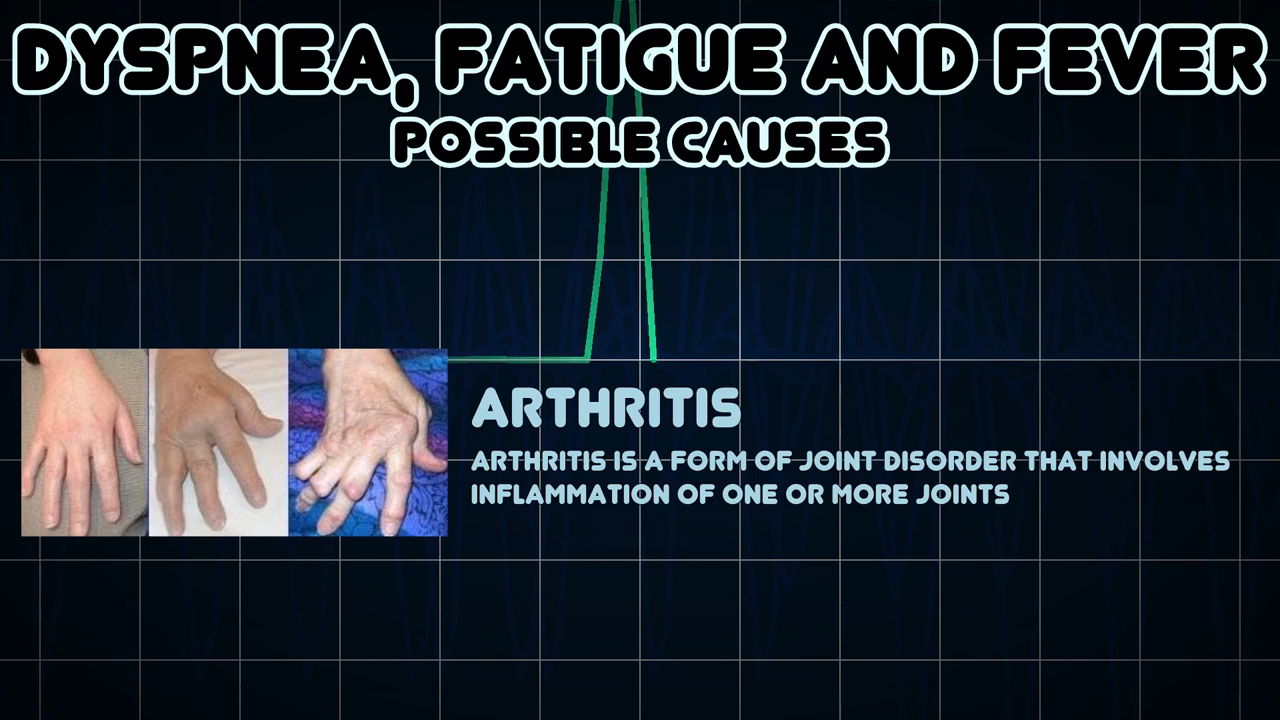 DYSPNEA, FATIGUE AND FEVER
POSSIBLE CAUSES
ARTHRITIS
ARTHRITIS IS A FORM OF JOINT DISORDER THAT INVOLVES
INFLAMMATION OF ONE OR MORE JOINTS